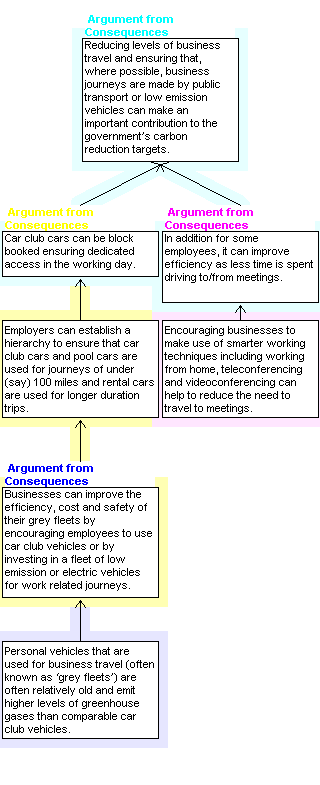 Argument from
Consequences
Reducing levels of business
travel and ensuring that,
where possible, business
journeys are made by public
transport or low emission
vehicles can make an
important contribution to the
government's carbon
reduction targets.
Argument from
Consequences
Car club cars can be block
booked ensuring dedicated
access in the working day.
Argument from
Consequences
In addition for some
employees, it can improve
efficiency as less time is spent
driving to/from meetings.
Employers can establish a
hierarchy to ensure that car
club cars and pool cars are
used for journeys of under
(say) 100 miles and rental cars
are used for longer duration
trips.
Encouraging businesses to
make use of smarter working
techniques including working
from home, teleconferencing
and videoconferencing can
help to reduce the need to
travel to meetings.
Argument from
Consequences
Businesses can improve the
efficiency, cost and safety of
their grey fleets by
encouraging employees to use
car club vehicles or by
investing in a fleet of low
emission or electric vehicles
for work related journeys.
Personal vehicles that are
used for business travel (often
known as ‘grey fleets’) are
often relatively old and emit
higher levels of greenhouse
gases than comparable car
club vehicles.